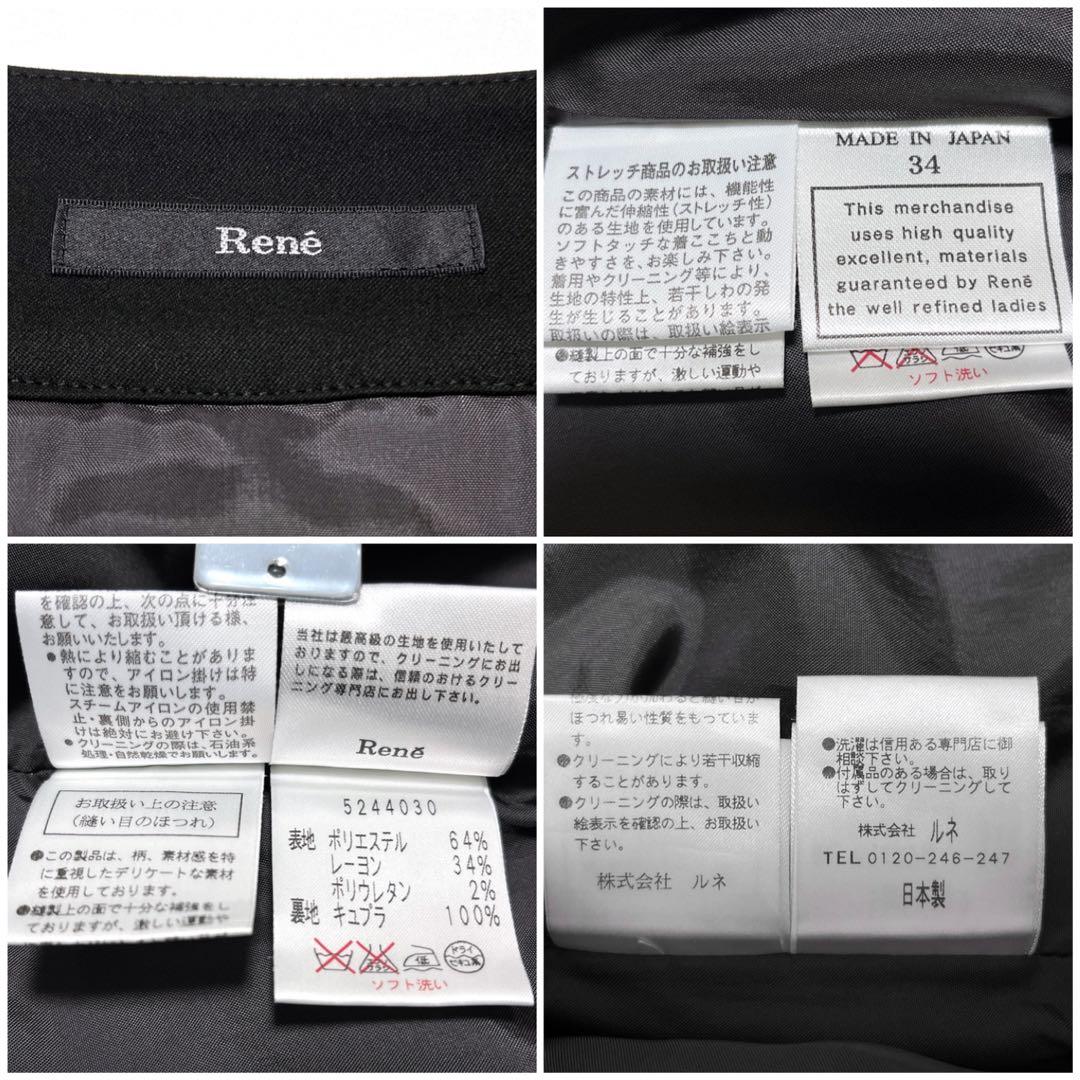 René
ストレッチ商品のお取扱い注意
この商品の素材には、機能性
に富んだ伸縮性(ストレッチ性)
のある生地を使用しています。
ソフトタッチな着ここちと動
きやすさを、お楽しみ下さい。
着用やクリーニング等により、
生地の特性上、若干しわの発
生が生じることがあります。
取扱いの際は、取扱い絵表示
●縫製上の面で十分な補強をし
ておりますが、激しい運動や
MADE IN JAPAN
34
This merchandise
uses high quality
excellent, materials
guaranteed by René
the well refined ladies
ブラシ 低 セキユ系
ソフト洗い
を確認の上、次の点に十分注
意して、お取扱い頂ける様、
お願いいたします。
●熱により縮むことがありま
すので、アイロン掛けは特
に注意をお願いします。
スチームアイロンの使用禁
止・裏側からのアイロン掛
けは絶対にお避け下さい。
●クリーニングの際は、石油系
処理・自然乾燥でお願いします。
当社は最高級の生地を使用いたして
おりますので、クリーニングにお出
しになる際は、信頼のおけるクリー
ニング専門店にお出し下さい。
René
お取扱い上の注意
(縫い目のほつれ)
●この製品は、柄、素材感を特
に重視したデリケートな素材
を使用しております。
●縫製上の面で十分な補強をし
ておりますが、激しい運動や
5244030
表地 ポリエステル 64%
レーヨン 34%
ポリウレタン 2%
裏地 キュプラ 100%
ブラシ 低 ドライ セキユ系
ソフト洗い
ほつれ易い性質をもっていま
す。
●クリーニングにより若干収縮
することがあります。
●クリーニングの際は、取扱い
絵表示を確認の上、お取扱い
下さい。
株式会社 ルネ
●洗濯は信用ある専門店に御
相談下さい。
●付属品のある場合は、取り
はずしてクリーニングして
下さい。
株式会社 ルネ
TEL 0120-246-247
日本製